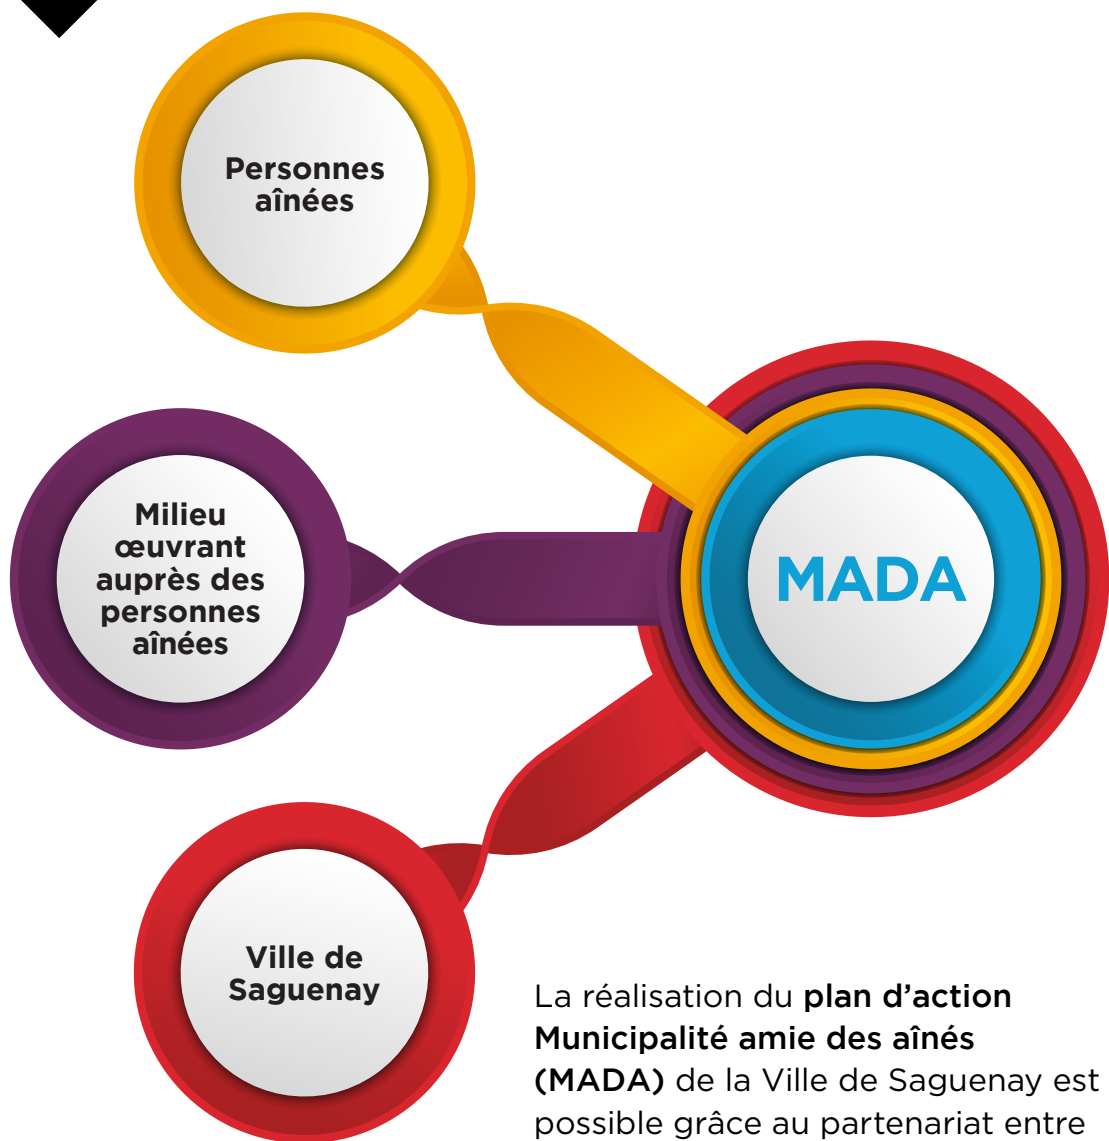 Personnes
aînées
Milieu
œuvrant
auprès des
personnes
aînées
MADA
Ville de
Saguenay
La réalisation du plan d’action
Municipalité amie des aînés
(MADA) de la Ville de Saguenay est
possible grâce au partenariat entre